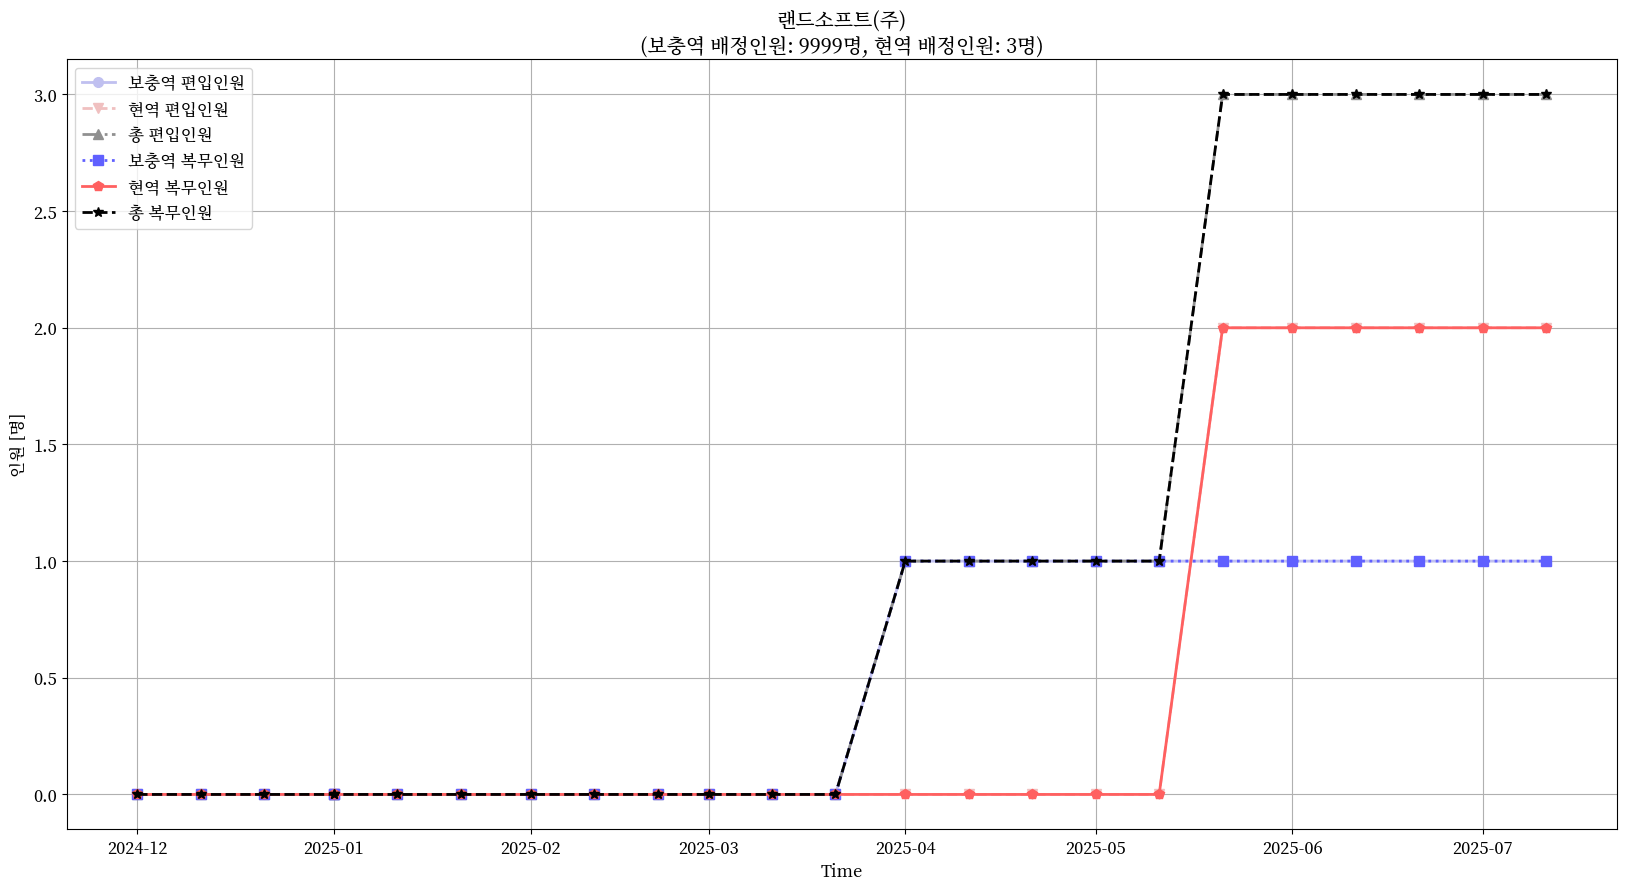 랜드소프트(주)
(보충역 배정인원: 9999명, 현역 배정인원: 3명)
보충역 편입인원
현역 편입인원
총 편입인원
보충역 복무인원
현역 복무인원
총 복무인원
인원 [명]
3.0
2.5
2.0
1.5
1.0
0.5
0.0
2024-12
2025-01
2025-02
2025-03
2025-04
2025-05
2025-06
2025-07
Time